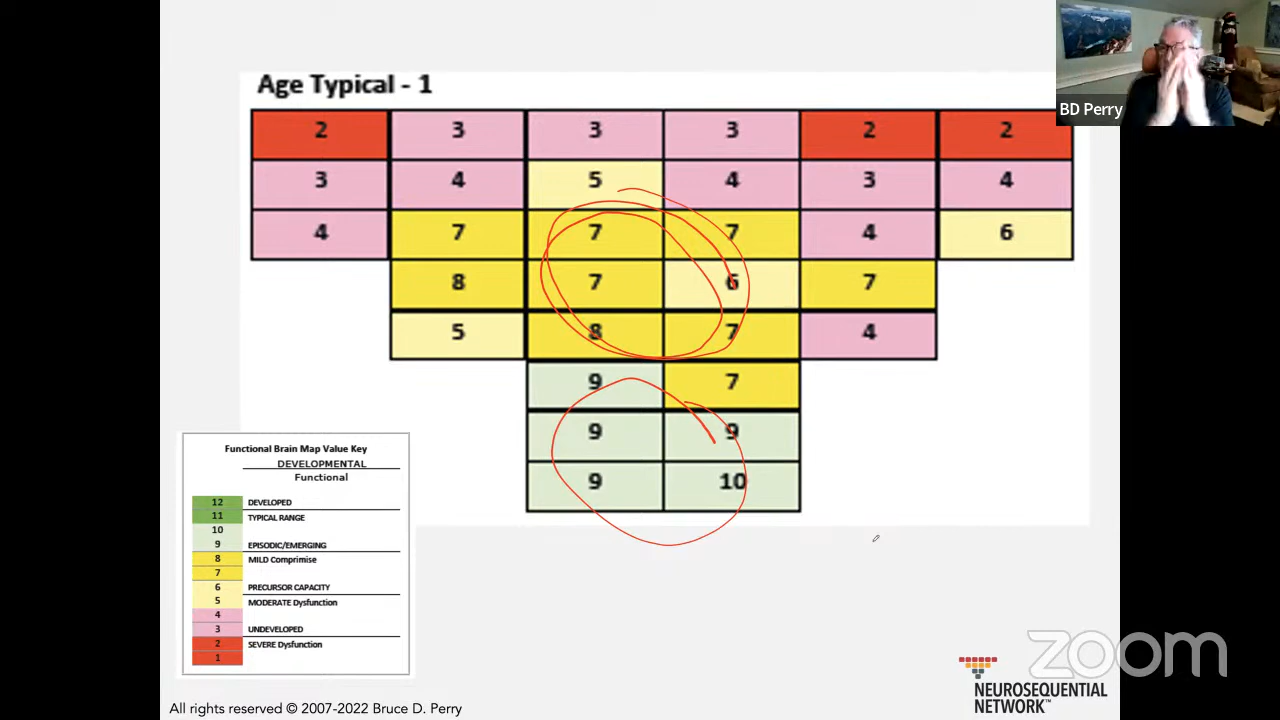 Age Typical - 1
BD Perry
2 3 3 3 2 2
3 4 5 4 3 4
4 7 7 7 4 6
8 7 6 7
5 8 7 4
9 7
9 9
9 10
Functional Brain Map Value Key
DEVELOPMENTAL
Functional
12 DEVELOPED
11 TYPICAL RANGE
10
9 EPISODIC/EMERGING
8 MILD Comprimise
7
6 PRECURSOR CAPACITY
5 MODERATE Dysfunction
4
3 UNDEVELOPED
2 SEVERE Dysfunction
1
zoom
NEUROSEQUENTIAL
NETWORK™
All rights reserved © 2007-2022 Bruce D. Perry